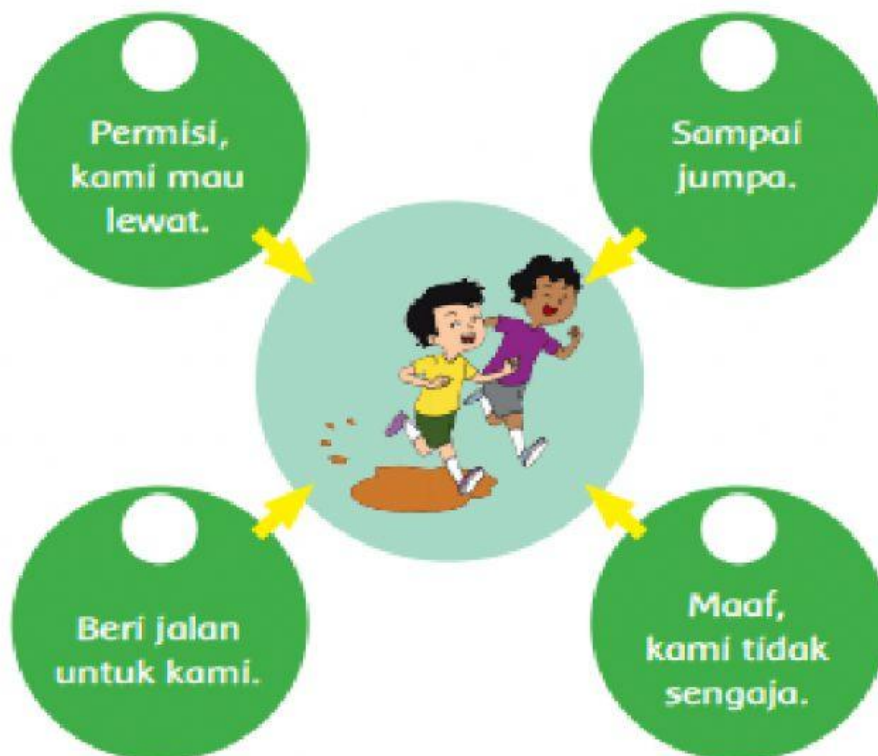 Permisi,
kami mau
lewat.
Sampai
jumpa.
Beri jalan
untuk kami.
Maaf,
kami tidak
sengaja.